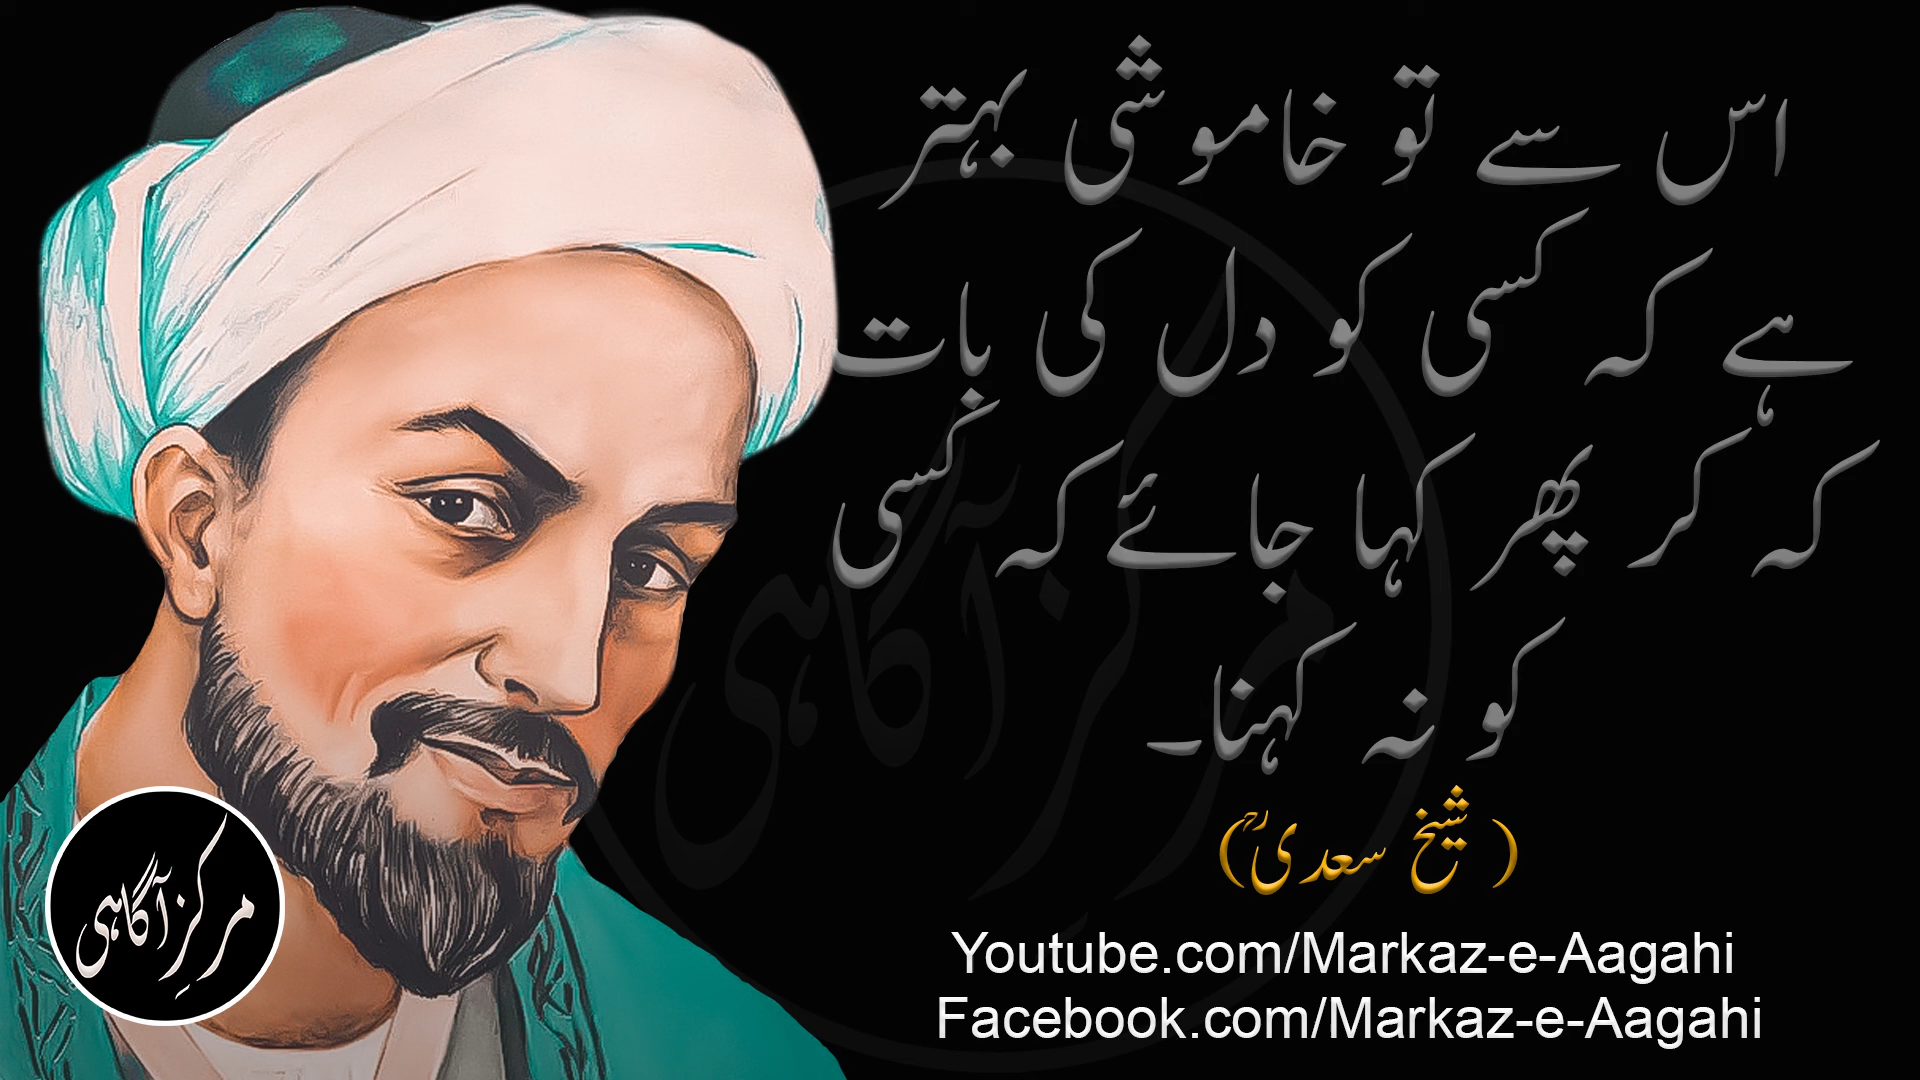 اس سے تو خاموشی بہتر
ہے کہ کسی کو دل کی بات
کہہ کر پھر کہا جائے کہ کسی
کو نہ کہنا۔
(شیخ سعدیؒ)
Youtube.com/Markaz-e-Aagahi
Facebook.com/Markaz-e-Aagahi
مرکزِ آگاہی